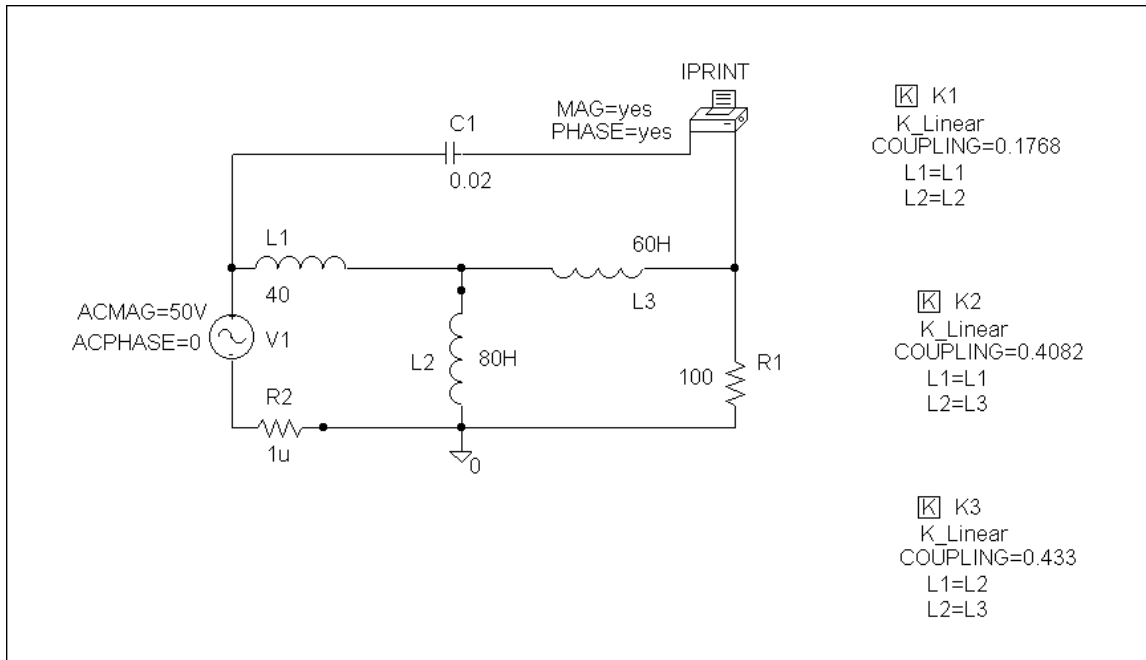 IPRINT
MAG=yes
PHASE=yes
C1
0.02
L1
40
60H
L3
ACMAG=50V
ACPHASE=0
V1
-
L2
80H
100
R1
R2
1u
0
K K1
K_Linear
COUPLING=0.1768
L1=L1
L2=L2
K K2
K_Linear
COUPLING=0.4082
L1=L1
L2=L3
K K3
K_Linear
COUPLING=0.433
L1=L2
L2=L3